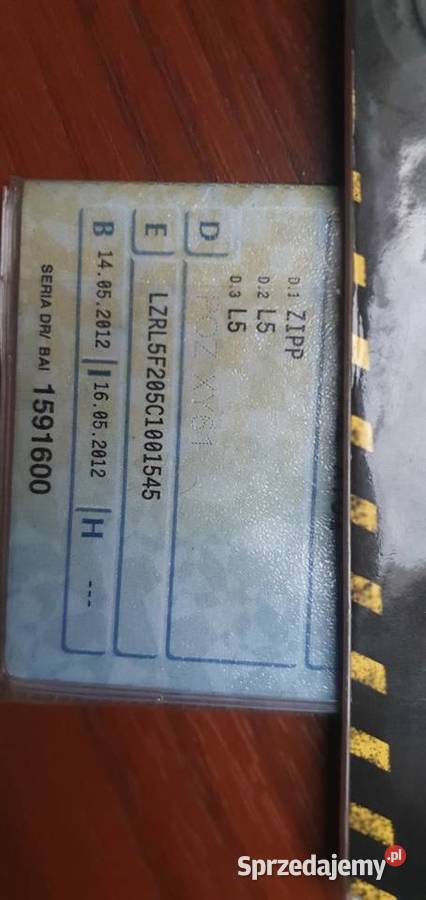 D.1 ZIPP
D.2 L5
D.3 L5
D
E LZRL5F205C1001545
B 14.05.2012 I 16.05.2012 H ---
SERIA DR/ BAI 1591600
Sprzedajemy.pl